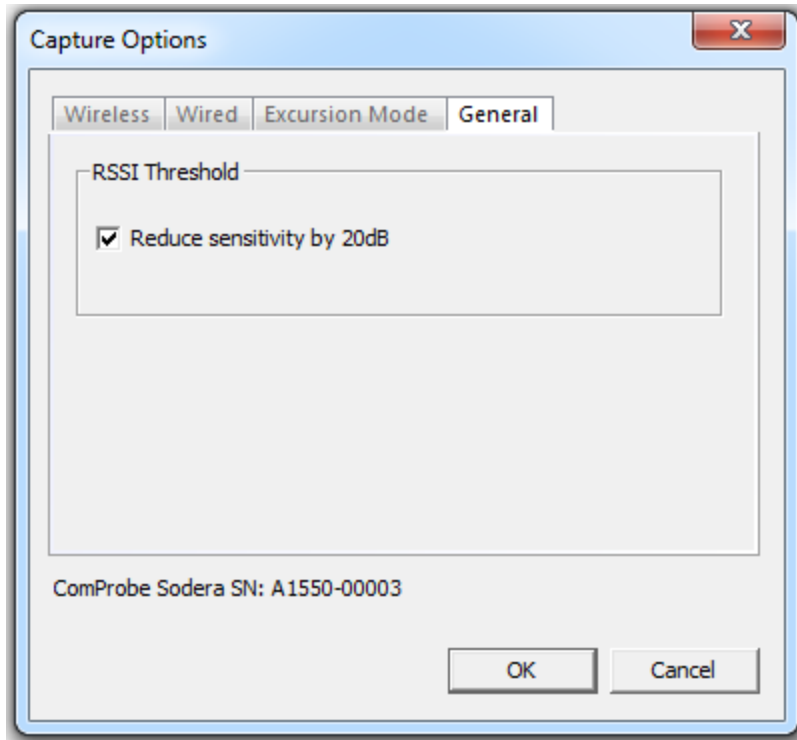 Capture Options
Wireless Wired Excursion Mode General
RSSI Threshold
Reduce sensitivity by 20dB
ComProbe Sodera SN: A1550-00003
OK Cancel